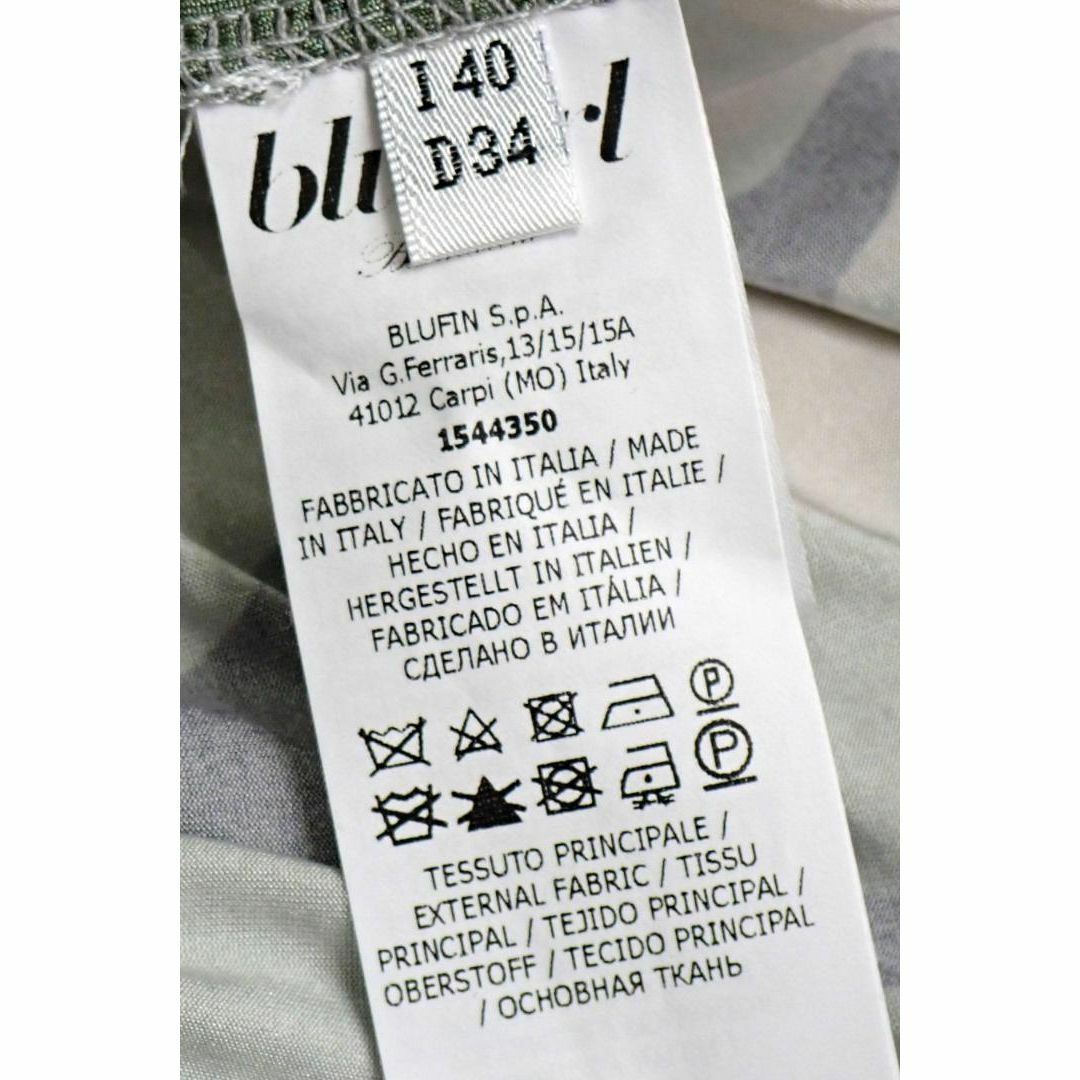 I 40
D34
BLUFIN S.p.A.
Via G.Ferraris,13/15/15A
41012 Carpi (MO) Italy
1544350
FABBRICATO IN ITALIA / MADE
IN ITALY / FABRIQUÉ EN ITALIE /
HECHO EN ITALIA /
HERGESTELLT IN ITALIEN /
FABRICADO EM ITÁLIA /
СДЕЛАНО В ИТАЛИИ
P
P
TESSUTO PRINCIPALE /
EXTERNAL FABRIC / TISSU
PRINCIPAL / TEJIDO PRINCIPAL /
OBERSTOFF / TECIDO PRINCIPAL
/ ОСНОВНАЯ ТКАНЬ